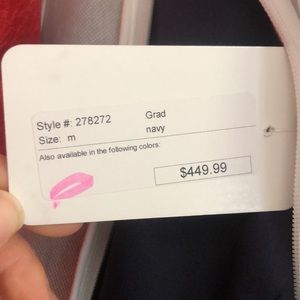 Style #: 278272 Grad
Size: m navy
Also available in the following colors:
$449.99